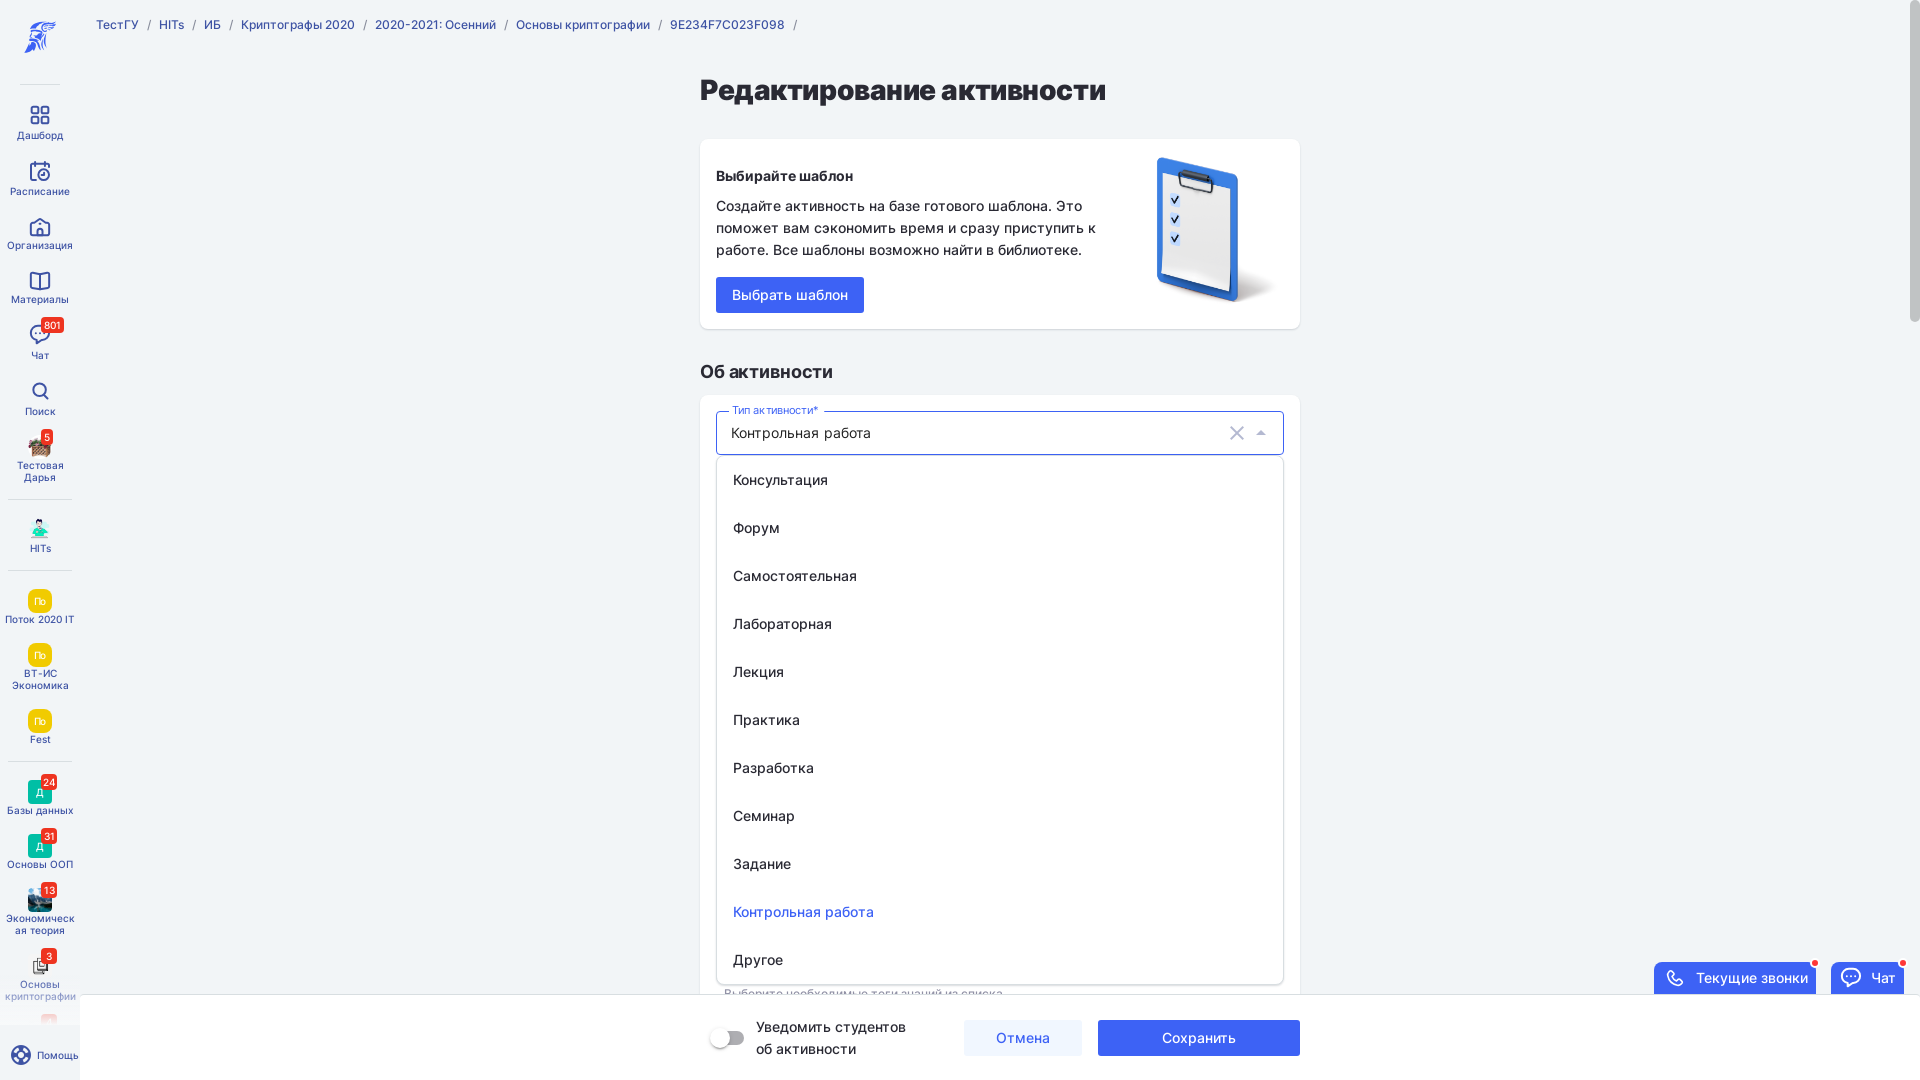 ТестГУ / HITs / ИБ / Криптографы 2020 / 2020-2021: Осенний / Основы криптографии / 9E234F7C023F098 /
Дашборд
Расписание
Организация
Материалы
801
Чат
Поиск
5
Тестовая
Дарья
HITs
По
Поток 2020 IT
По
ВТ-ИС
Экономика
По
Fest
Д
24
Базы данных
Д
31
Основы ООП
13
Экономическ
ая теория
3
Основы
криптографии
Помощь
Редактирование активности
Выбирайте шаблон
Создайте активность на базе готового шаблона. Это
поможет вам сэкономить время и сразу приступить к
работе. Все шаблоны возможно найти в библиотеке.
Выбрать шаблон
Об активности
Тип активности*
Контрольная работа
Консультация
Форум
Самостоятельная
Лабораторная
Лекция
Практика
Разработка
Семинар
Задание
Контрольная работа
Другое
Выберите необходимые теги знаний из списка
Текущие звонки
Чат
Уведомить студентов
об активности
Отмена
Сохранить